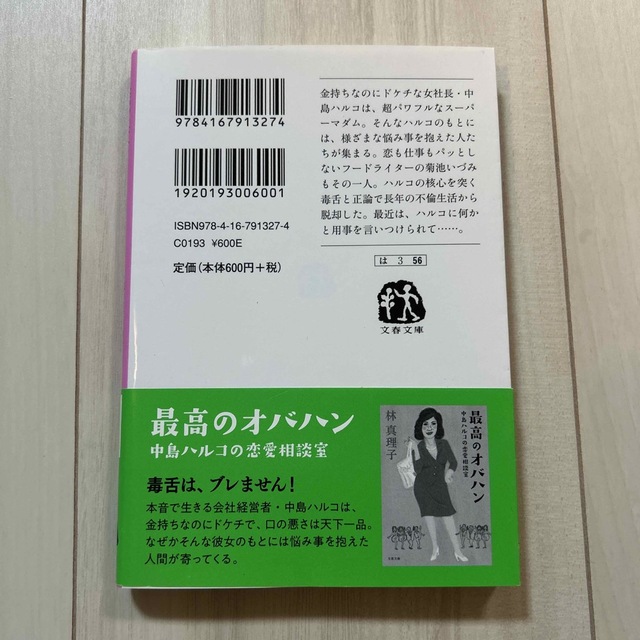 9784167913274
1920193006001
ISBN978-4-16-791327-4
C0193 ¥600E
定価(本体600円+税)
金持ちなのにドケチな女社長・中
島ハルコは、超パワフルなスーパ
ーマダム。そんなハルコのもとに
は、様ざまな悩み事を抱えた人た
ちが集まる。恋も仕事もパッとし
ないフードライターの菊池いづみ
もその一人。ハルコの核心を突く
毒舌と正論で長年の不倫生活から
脱却した。最近は、ハルコに何か
と用事を言いつけられて……。
は 3 56
文春文庫
最高のオバハン
中島ハルコの恋愛相談室
毒舌は、ブレません!
本音で生きる会社経営者・中島ハルコは、
金持ちなのにドケチで、口の悪さは天下一品。
なぜかそんな彼女のもとには悩み事を抱えた
人間が寄ってくる。
最高のオバハン
中島ハルコの恋愛相談室
林真理子